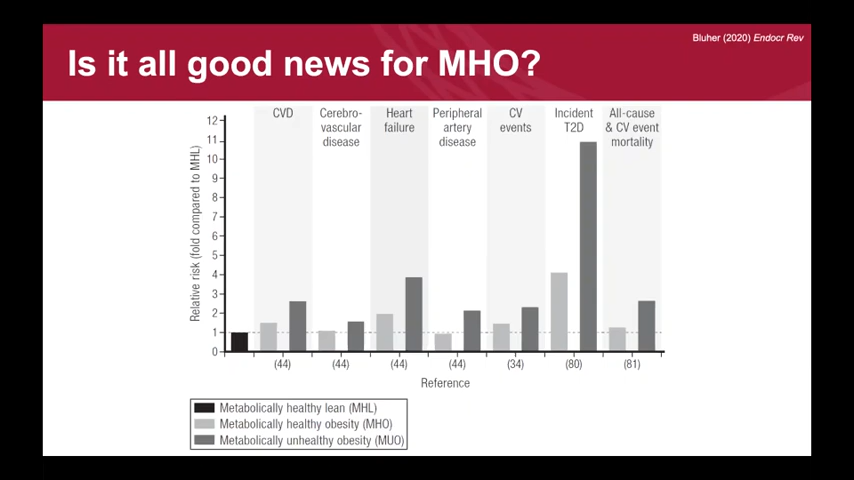 Bluher (2020) Endocr Rev
Is it all good news for MHO?
CVD
Cerebro-
vascular
disease
Heart
failure
Peripheral
artery
disease
CV
events
Incident
T2D
All-cause
& CV event
mortality
Relative risk (fold compared to MHL)
12
11
10
9
8
7
6
5
4
3
2
1
0
(44)
(44)
(44)
(44)
(34)
(80)
(81)
Reference
Metabolically healthy lean (MHL)
Metabolically healthy obesity (MHO)
Metabolically unhealthy obesity (MUO)